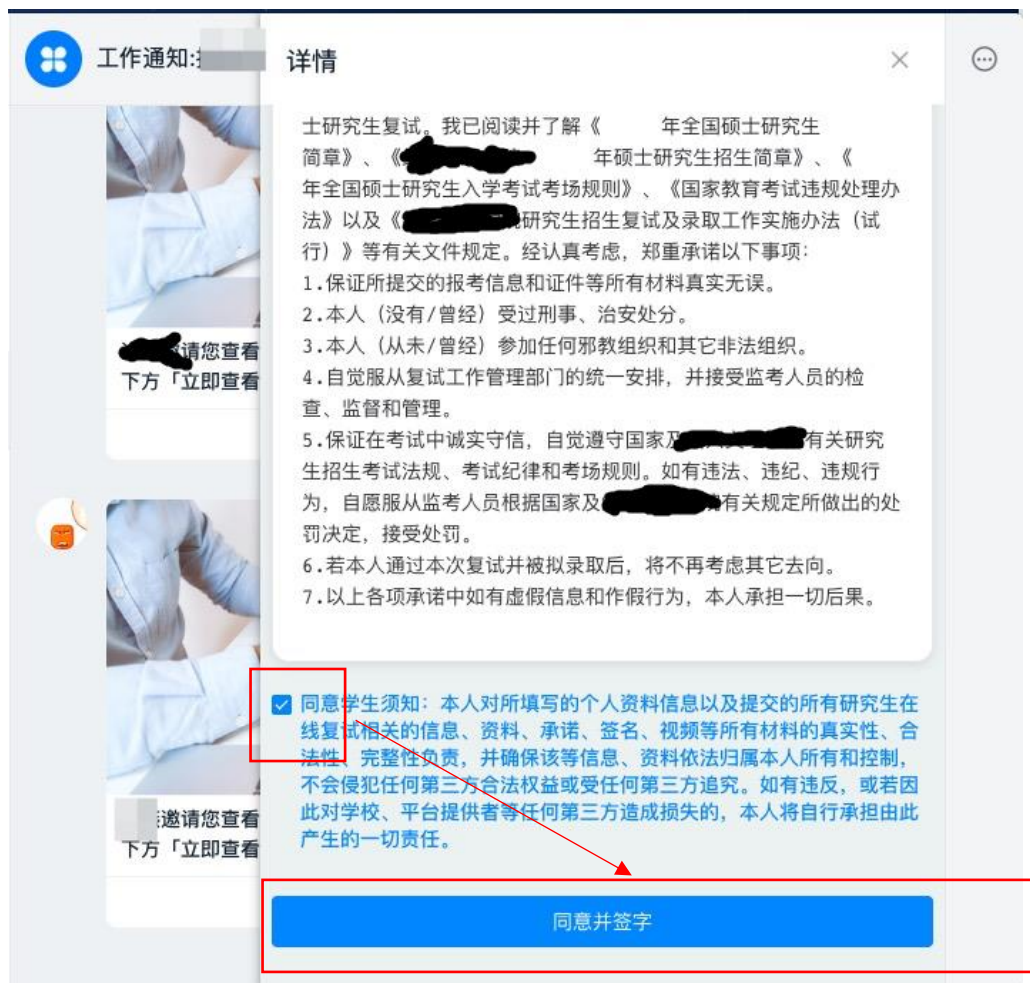 工作通知:
详情
士研究生复试。我已阅读并了解《 年全国硕士研究生
简章》、《 年硕士研究生招生简章》、《
年全国硕士研究生入学考试考场规则》、《国家教育考试违规处理办
法》以及《 研究生招生复试及录取工作实施办法（试
行）》等有关文件规定。经认真考虑，郑重承诺以下事项：
1.保证所提交的报考信息和证件等所有材料真实无误。
2.本人（没有/曾经）受过刑事、治安处分。
3.本人（从未/曾经）参加任何邪教组织和其它非法组织。
4.自觉服从复试工作管理部门的统一安排，并接受监考人员的检
查、监督和管理。
5.保证在考试中诚实守信，自觉遵守国家及 有关研究
生招生考试法规、考试纪律和考场规则。如有违法、违纪、违规行
为，自愿服从监考人员根据国家及 有关规定所做出的处
罚决定，接受处罚。
6.若本人通过本次复试并被拟录取后，将不再考虑其它去向。
7.以上各项承诺中如有虚假信息和作假行为，本人承担一切后果。
请您查看
下方「立即查看
同意学生须知：本人对所填写的个人资料信息以及提交的所有研究生在
线复试相关的信息、资料、承诺、签名、视频等所有材料的真实性、合
法性、完整性负责，并确保该等信息、资料依法归属本人所有和控制，
不会侵犯任何第三方合法权益或受任何第三方追究。如有违反，或若因
此对学校、平台提供者等任何第三方造成损失的，本人将自行承担由此
产生的一切责任。
邀请您查看
下方「立即查看
同意并签字